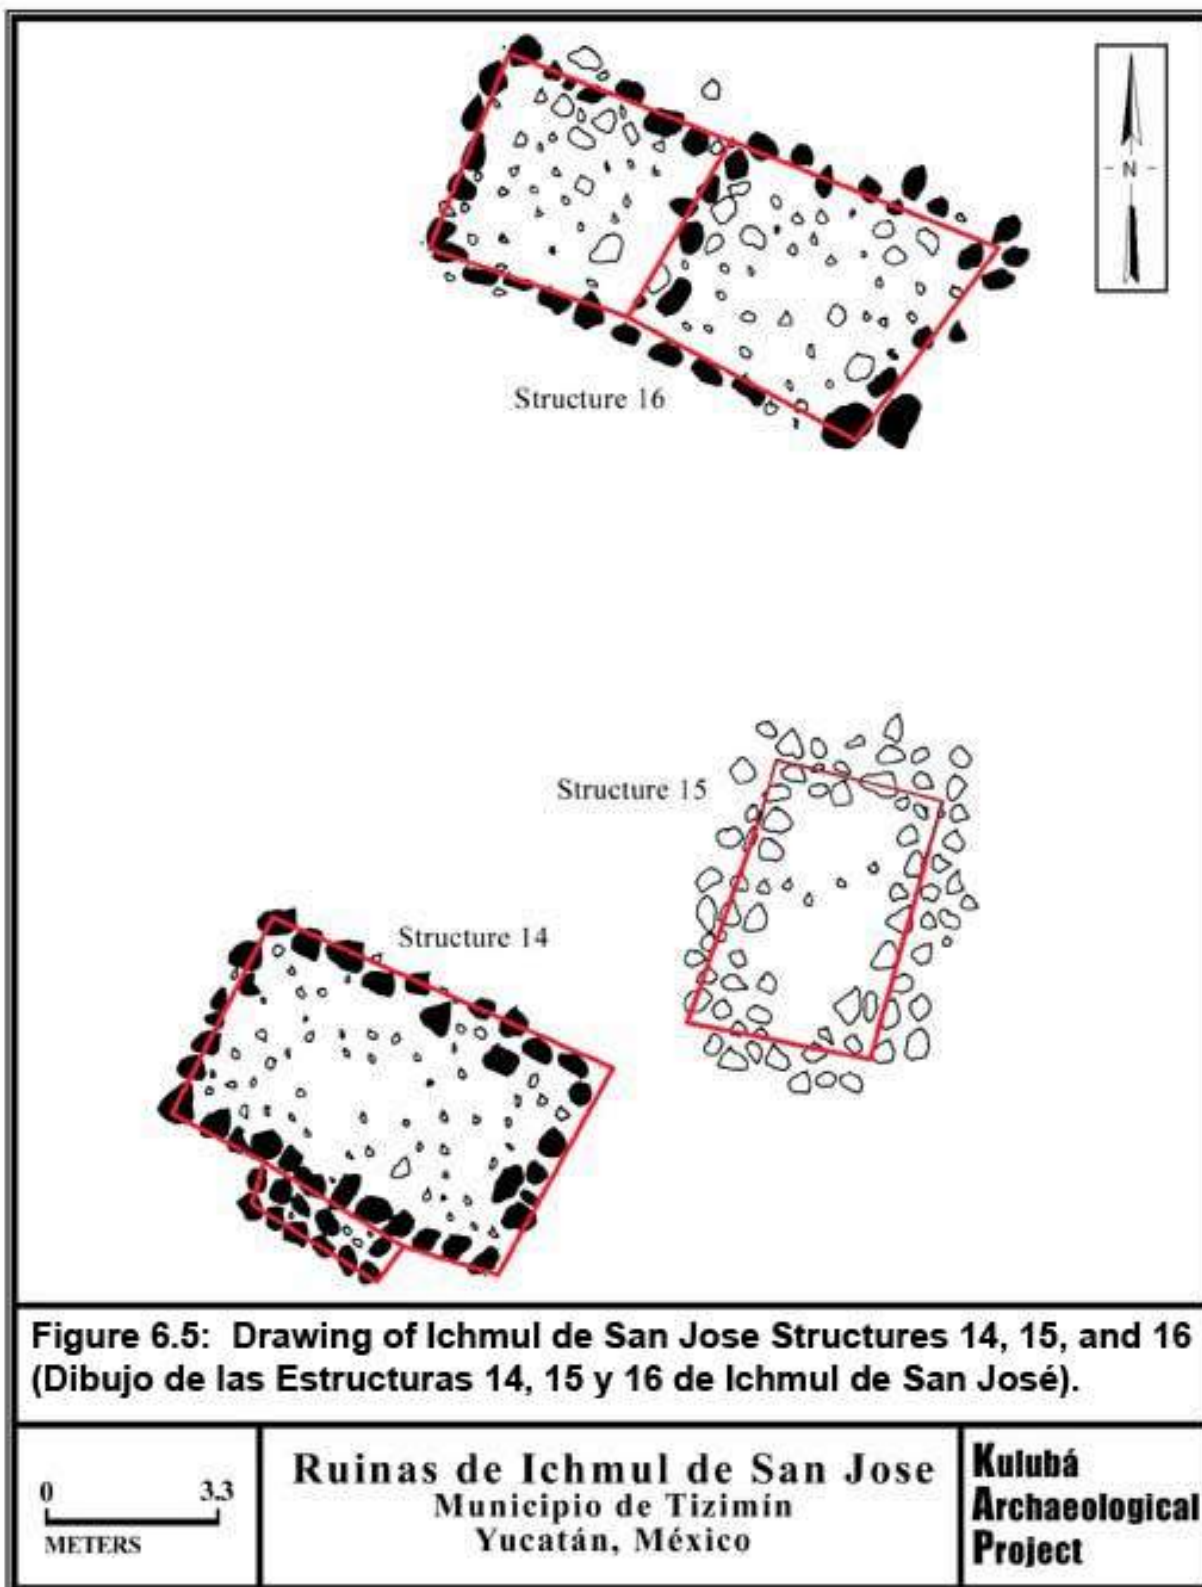 N
Structure 16
Structure 15
Structure 14
Figure 6.5: Drawing of Ichmul de San Jose Structures 14, 15, and 16
(Dibujo de las Estructuras 14, 15 y 16 de Ichmul de San José).
0 3.3
METERS
Ruinas de Ichmul de San Jose
Municipio de Tizimín
Yucatán, México
Kulubá
Archaeological
Project